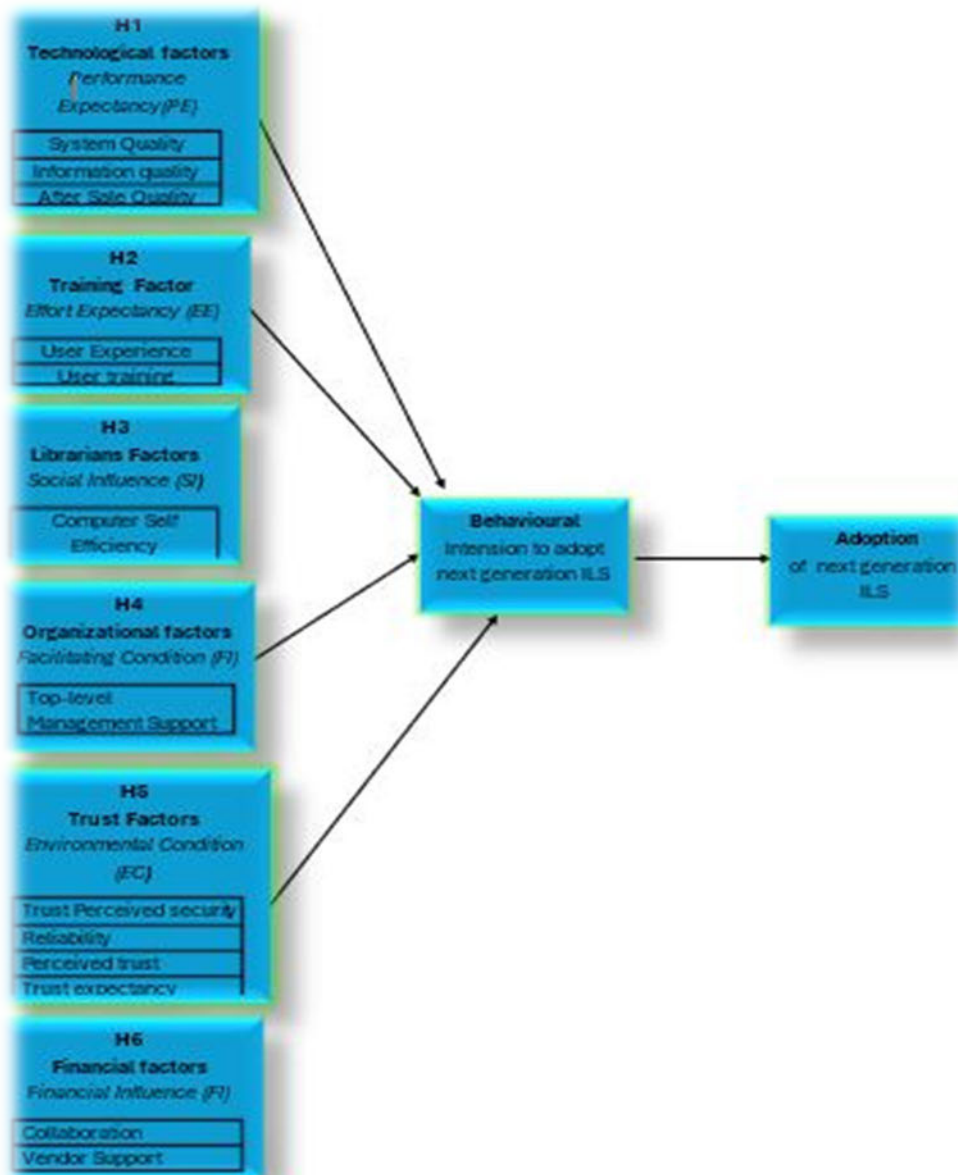 H1
Technological factors
Performance
Expectancy(PE)
System Quality
Information quality
After Sale Quality
H2
Training Factor
Effort Expectancy (EE)
User Experience
User training
H3
Librarians Factors
Social Influence (SI)
Computer Self
Efficiency
H4
Organizational factors
Facilitating Condition (FI)
Top-level
Management Support
H5
Trust Factors
Environmental Condition
(EC)
Trust Perceived security
Reliability
Perceived trust
Trust expectancy
H6
Financial factors
Financial Influence (FI)
Collaboration
Vendor Support
Behavioural
Intension to adopt
next generation ILS
Adoption
of next generation
ILS